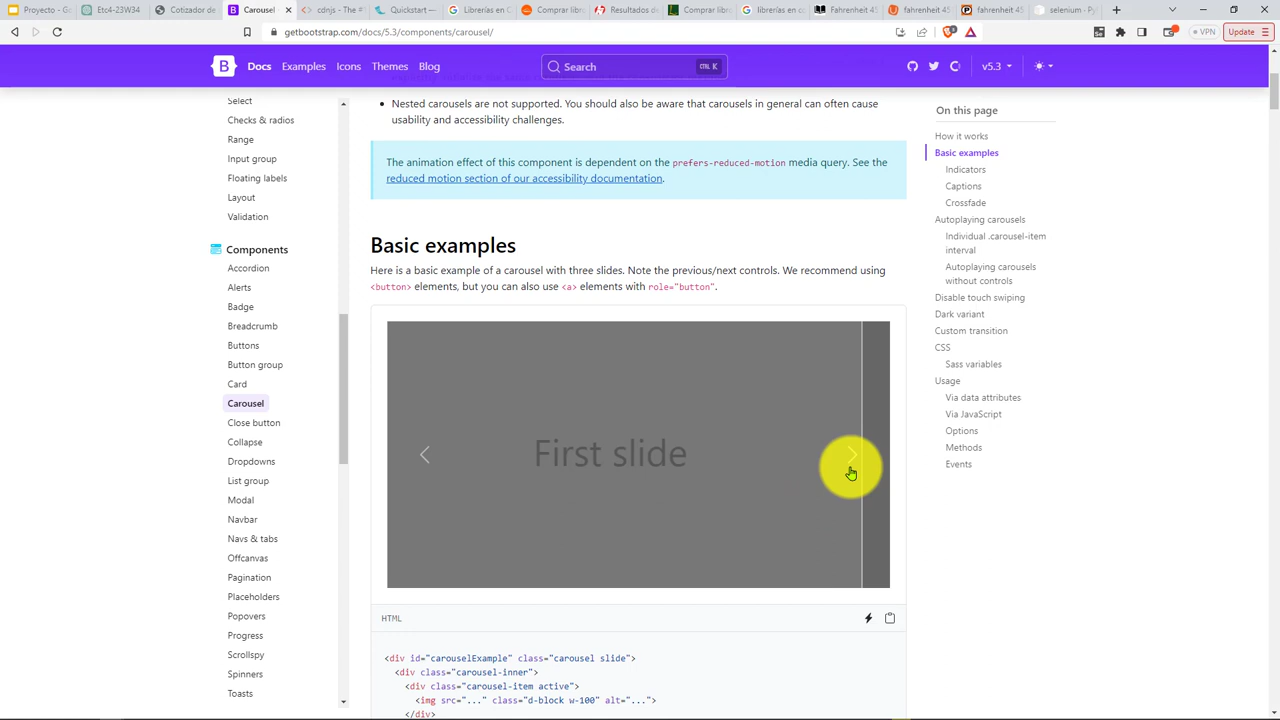 Proyecto - G
Etc4-23W34
Cotizador de
Carousel
cdnjs - The #
Quickstart —
Librerías en C
Comprar libr
Resultados de
Comprar libr
librerías en c
Fahrenheit 45
fahrenheit 45
fahrenheit 45
selenium - Py
getbootstrap.com/docs/5.3/components/carousel/
VPN
Update
B
Docs
Examples
Icons
Themes
Blog
Search
CTRL K
v5.3
Select
Checks & radios
Range
Input group
Floating labels
Layout
Validation
Components
Accordion
Alerts
Badge
Breadcrumb
Buttons
Button group
Card
Carousel
Close button
Collapse
Dropdowns
List group
Modal
Navbar
Navs & tabs
Offcanvas
Pagination
Placeholders
Popovers
Progress
Scrollspy
Spinners
Toasts
Nested carousels are not supported. You should also be aware that carousels in general can often cause
usability and accessibility challenges.
The animation effect of this component is dependent on the prefers-reduced-motion media query. See the
reduced motion section of our accessibility documentation.
Basic examples
Here is a basic example of a carousel with three slides. Note the previous/next controls. We recommend using
<button> elements, but you can also use <a> elements with role="button".
First slide
HTML
<div id="carouselExample" class="carousel slide">
<div class="carousel-inner">
<div class="carousel-item active">
<img src="..." class="d-block w-100" alt="...">
</div>
On this page
How it works
Basic examples
Indicators
Captions
Crossfade
Autoplaying carousels
Individual .carousel-item
interval
Autoplaying carousels
without controls
Disable touch swiping
Dark variant
Custom transition
CSS
Sass variables
Usage
Via data attributes
Via JavaScript
Options
Methods
Events